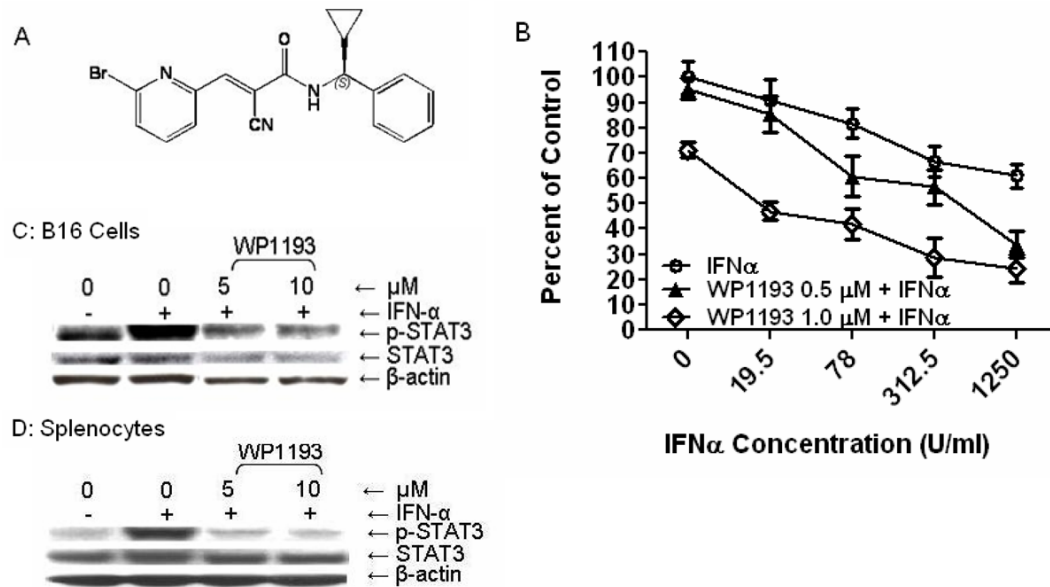 A
Br
N
O
N
H
(S)
CN
B
110
100
90
80
70
60
50
40
30
20
10
0
Percent of Control
IFNα
WP1193 0.5 μM + IFNα
WP1193 1.0 μM + IFNα
0 19.5 78 312.5 1250
IFNα Concentration (U/ml)
C: B16 Cells
WP1193
0 0 5 10 ← μM
- + + + ← IFN-α
← p-STAT3
← STAT3
← β-actin
D: Splenocytes
WP1193
0 0 5 10 ← μM
- + + + ← IFN-α
← p-STAT3
← STAT3
← β-actin